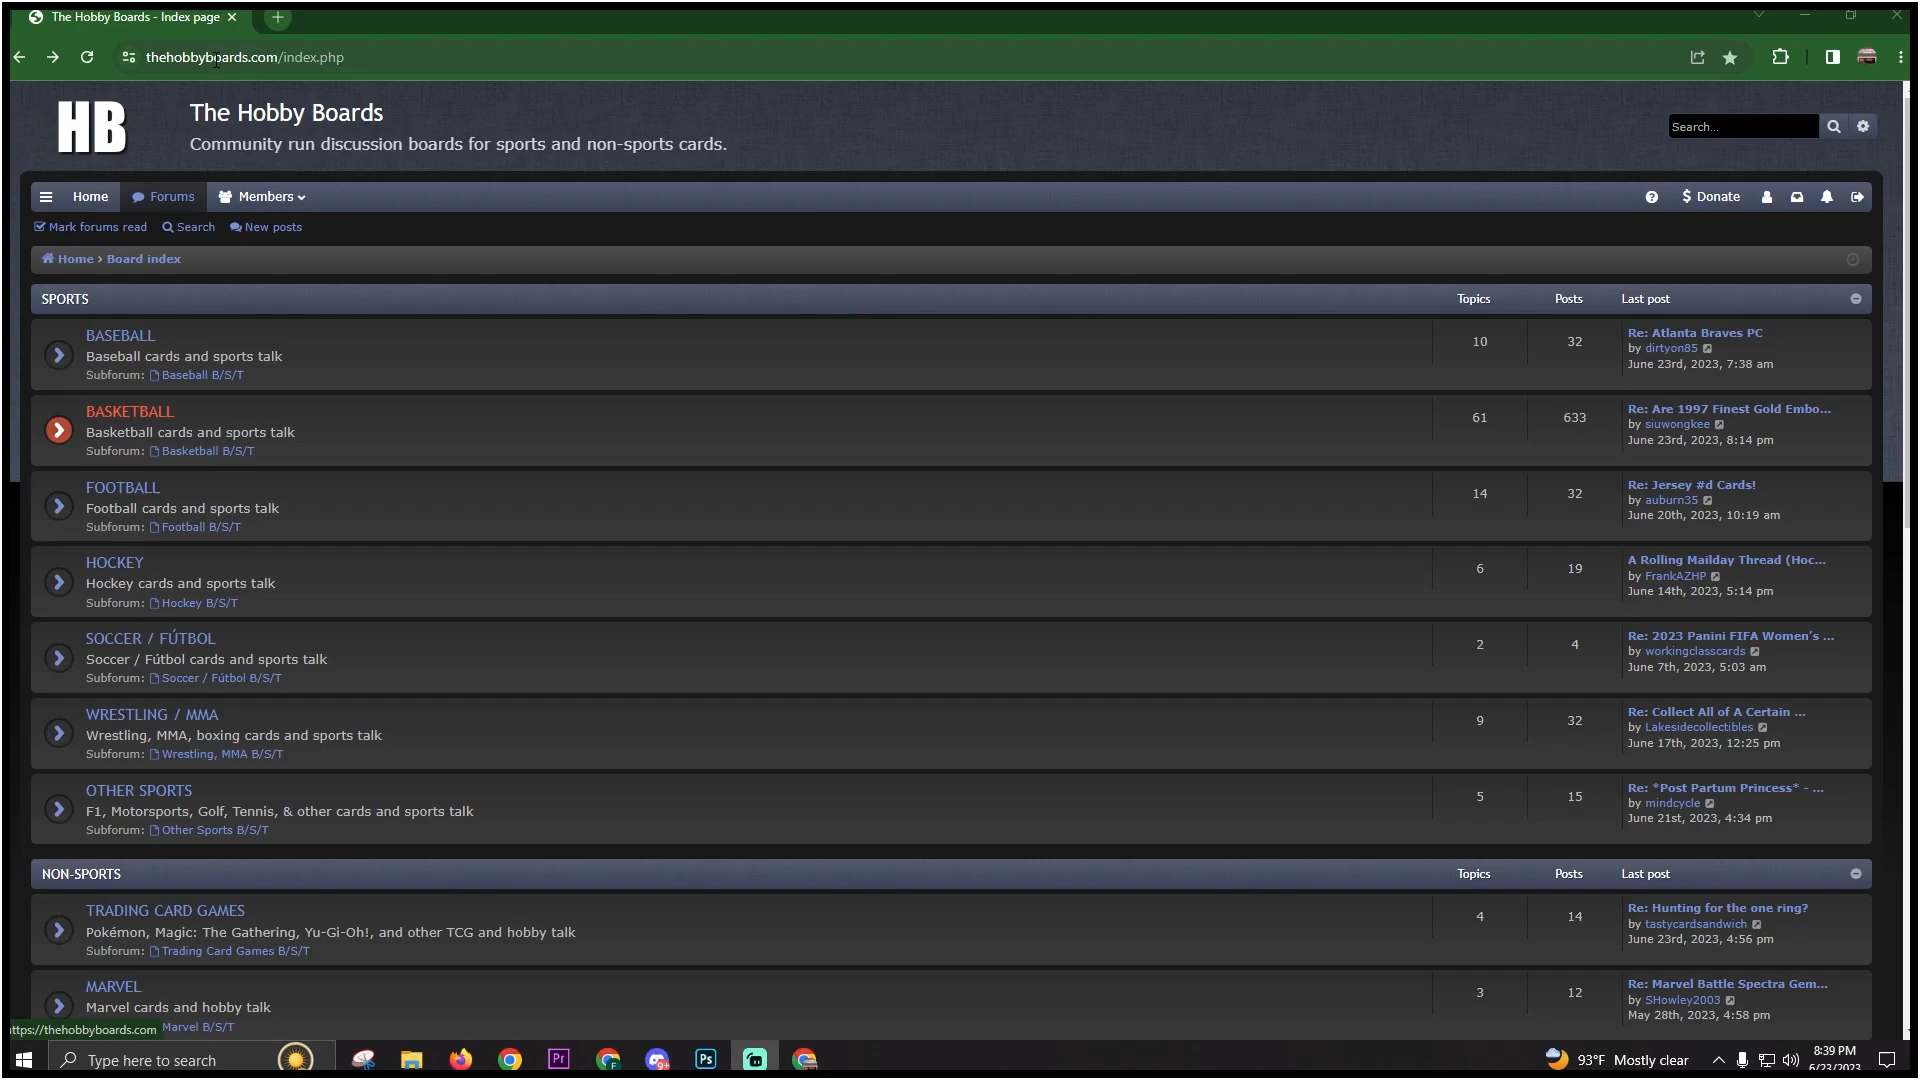 The Hobby Boards - Index page
thehobbyboards.com/index.php
HB
The Hobby Boards
Community run discussion boards for sports and non-sports cards.
Search...
Home Forums Members Donate
Mark forums read Search New posts
Home Board index
SPORTS Topics Posts Last post
BASEBALL
Baseball cards and sports talk
Subforum: Baseball B/S/T
10 32
Re: Atlanta Braves PC
by dirtyon85
June 23rd, 2023, 7:38 am
BASKETBALL
Basketball cards and sports talk
Subforum: Basketball B/S/T
61 633
Re: Are 1997 Finest Gold Embo...
by siuwongkee
June 23rd, 2023, 8:14 pm
FOOTBALL
Football cards and sports talk
Subforum: Football B/S/T
14 32
Re: Jersey #d Cards!
by auburn35
June 20th, 2023, 10:19 am
HOCKEY
Hockey cards and sports talk
Subforum: Hockey B/S/T
6 19
A Rolling Mailday Thread (Hoc...
by FrankAZHP
June 14th, 2023, 5:14 pm
SOCCER / FÚTBOL
Soccer / Fútbol cards and sports talk
Subforum: Soccer / Fútbol B/S/T
2 4
Re: 2023 Panini FIFA Women's ...
by workingclasscards
June 7th, 2023, 5:03 am
WRESTLING / MMA
Wrestling, MMA, boxing cards and sports talk
Subforum: Wrestling, MMA B/S/T
9 32
Re: Collect All of A Certain ...
by Lakesidecollectibles
June 17th, 2023, 12:25 pm
OTHER SPORTS
F1, Motorsports, Golf, Tennis, & other cards and sports talk
Subforum: Other Sports B/S/T
5 15
Re: *Post Partum Princess* - ...
by mindcycle
June 21st, 2023, 4:34 pm
NON-SPORTS Topics Posts Last post
TRADING CARD GAMES
Pokémon, Magic: The Gathering, Yu-Gi-Oh!, and other TCG and hobby talk
Subforum: Trading Card Games B/S/T
4 14
Re: Hunting for the one ring?
by tastycardsandwich
June 23rd, 2023, 4:56 pm
MARVEL
Marvel cards and hobby talk
Marvel B/S/T
3 12
Re: Marvel Battle Spectra Gem...
by SHowley2003
May 28th, 2023, 4:58 pm
ttps://thehobbyboards.com
Type here to search
Pr
F
9+
Ps
93°F Mostly clear
8:39 PM
6/23/2023